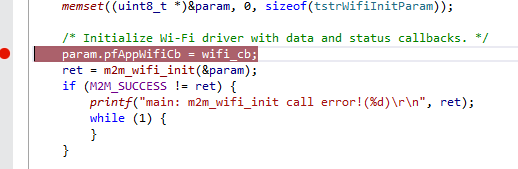 memset((uint8_t *)&param, 0, sizeof(tstrWifiInitParam));
/* Initialize Wi-Fi driver with data and status callbacks. */
param.pfAppWifiCb = wifi_cb;
ret = m2m_wifi_init(&param);
if (M2M_SUCCESS != ret) {
printf("main: m2m_wifi_init call error!(%d)\r\n", ret);
while (1) {
}
}